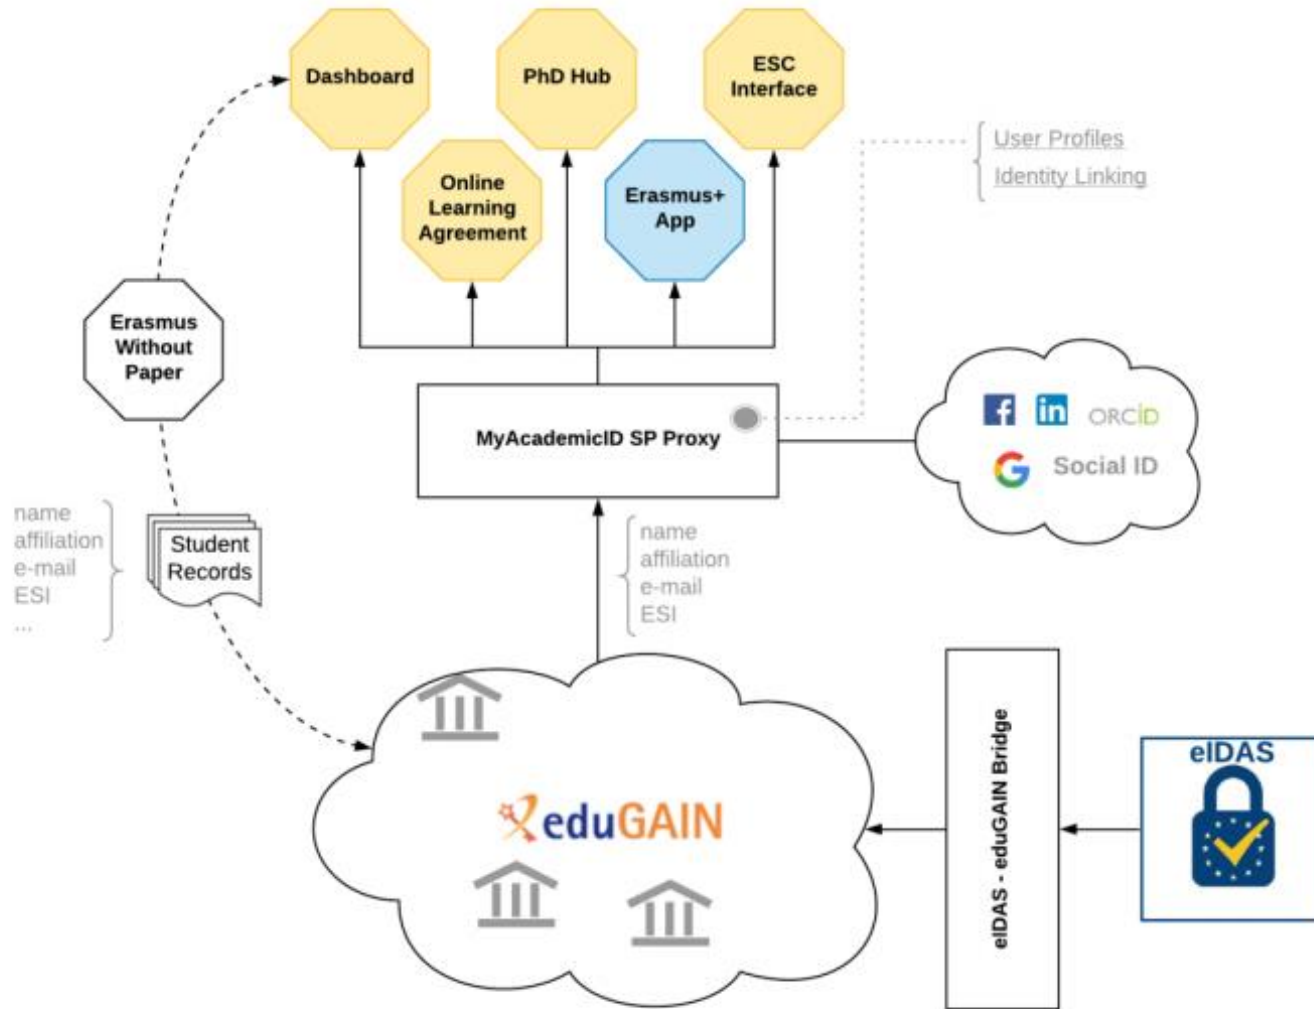 Dashboard
PhD Hub
ESC
Interface
User Profiles
Identity Linking
Online
Learning
Agreement
Erasmus+
App
Erasmus
Without
Paper
MyAcademicID SP Proxy
f
in
ORCiD
G
Social ID
name
affiliation
e-mail
ESI
...
Student
Records
name
affiliation
e-mail
ESI
eduGAIN
eIDAS - eduGAIN Bridge
eIDAS